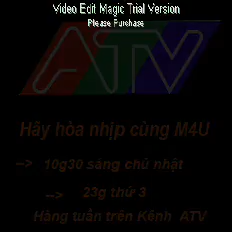 Video Edit Magic Trial Version
Please Purchase
ATV
Hãy hòa nhịp cùng M4U
--> 10g30 sáng chủ nhật
--> 23g thứ 3
Hàng tuần trên Kênh ATV